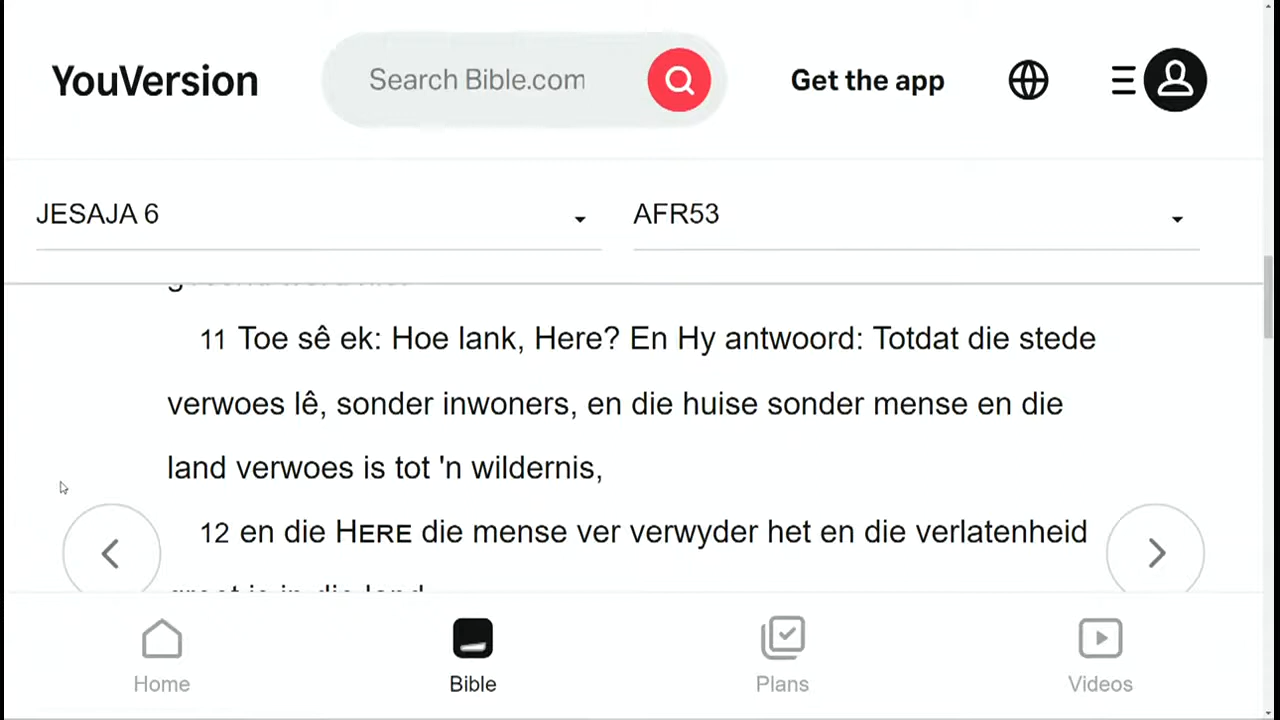 YouVersion
Search Bible.com
Get the app
JESAJA 6
AFR53
11 Toe sê ek: Hoe lank, Here? En Hy antwoord: Totdat die stede
verwoes lê, sonder inwoners, en die huise sonder mense en die
land verwoes is tot 'n wildernis,
12 en die HERE die mense ver verwyder het en die verlatenheid
Home
Bible
Plans
Videos